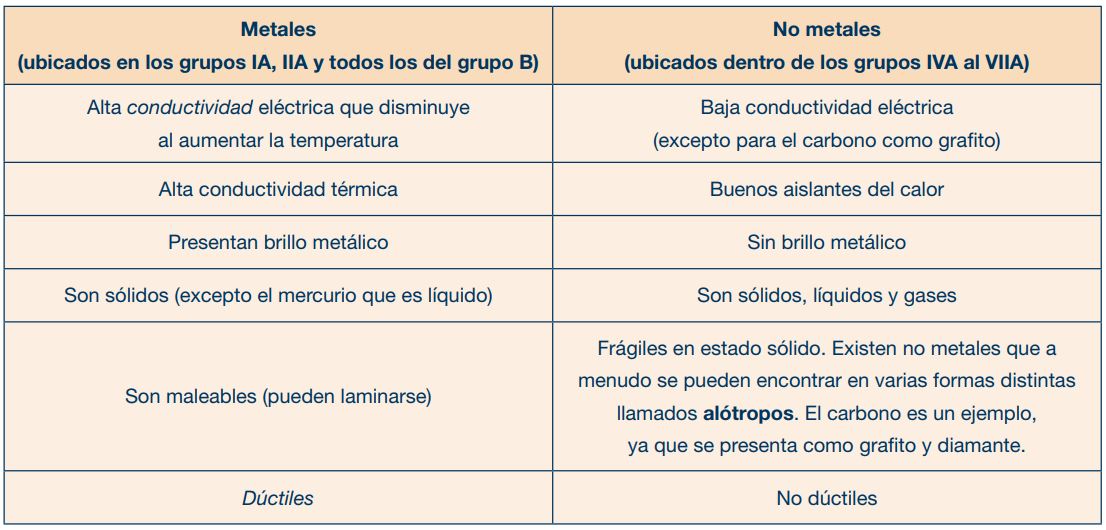 Metales
(ubicados en los grupos IA, IIA y todos los del grupo B)
No metales
(ubicados dentro de los grupos IVA al VIIA)
Alta conductividad eléctrica que disminuye
al aumentar la temperatura
Baja conductividad eléctrica
(excepto para el carbono como grafito)
Alta conductividad térmica
Buenos aislantes del calor
Presentan brillo metálico
Sin brillo metálico
Son sólidos (excepto el mercurio que es líquido)
Son sólidos, líquidos y gases
Son maleables (pueden laminarse)
Frágiles en estado sólido. Existen no metales que a
menudo se pueden encontrar en varias formas distintas
llamados alótropos. El carbono es un ejemplo,
ya que se presenta como grafito y diamante.
Dúctiles
No dúctiles